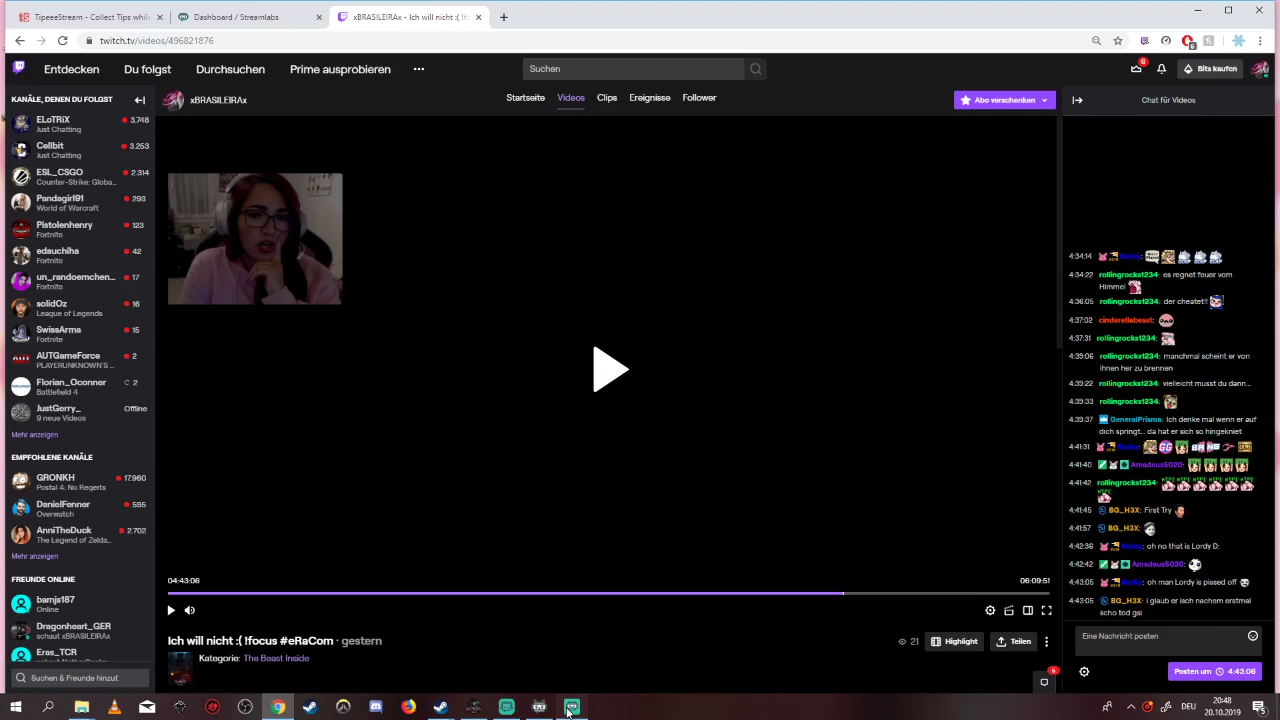 TipeeeStream - Collect Tips while
Dashboard / Streamlabs
xBRASILEIRAx - Ich will nicht :( !f
twitch.tv/videos/496821876
Entdecken
Du folgst
Durchsuchen
Prime ausprobieren
Suchen
6
Bits kaufen
KANÄLE, DENEN DU FOLGST
ELoTRiX
3.748
Just Chatting
Cellbit
3.253
Just Chatting
ESL_CSGO
2.314
Counter-Strike: Globa...
Pandagirl91
293
World of Warcraft
Pistolenhenry
123
Fortnite
edauchiha
42
Fortnite
un_randoemchen...
17
Fortnite
solidOz
16
League of Legends
SwissArma
15
Fortnite
AUTGameForce
2
PLAYERUNKNOWN'S ...
Florian_Oconner
2
Battlefield 4
JustGerry_
Offline
9 neue Videos
Mehr anzeigen
EMPFOHLENE KANÄLE
GRONKH
17.960
Postal 4: No Regerts
DanielFenner
595
Overwatch
AnniTheDuck
2.702
The Legend of Zelda...
Mehr anzeigen
FREUNDE ONLINE
bamjs187
Online
Dragonheart_GER
schaut xBRASILEIRAx
Eras_TCR
Suchen & Freunde hinzuf.
xBRASILEIRAx
Startseite
Videos
Clips
Ereignisse
Follower
Abo verschenken
04:43:06
06:09:51
Ich will nicht :( !focus #eRaCom - gestern
21
Highlight
Teilen
Kategorie: The Beast Inside
Chat für Videos
4:34:14
4:34:22 rollingrocks1234: es regnet feuer vom
Himmel
4:36:05 rollingrocks1234: der cheatet!!
4:37:02 cinderellabeast:
4:37:31 rollingrocks1234:
4:39:06 rollingrocks1234: manchmal scheint er von
ihnen her zu brennen
4:39:22 rollingrocks1234: vielleicht musst du dann...
4:39:33 rollingrocks1234:
4:39:37 GeneralPrisma: Ich denke mal wenn er auf
dich springt... da hat er sich so hingekniet
4:41:31
4:41:40 Amadeus5020:
4:41:42 rollingrocks1234:
4:41:45 BG_H3X: First Try
4:41:57 BG_H3X:
4:42:36 oh no that is Lordy D:
4:42:42 Amadeus5020:
4:43:05 oh man Lordy is pissed off
4:43:05 BG_H3X: i glaub er isch nachem erstmal
scho tod gsi
Eine Nachricht posten
Posten um 4:43.06
6
DEU
20:48
20.10.2019
5